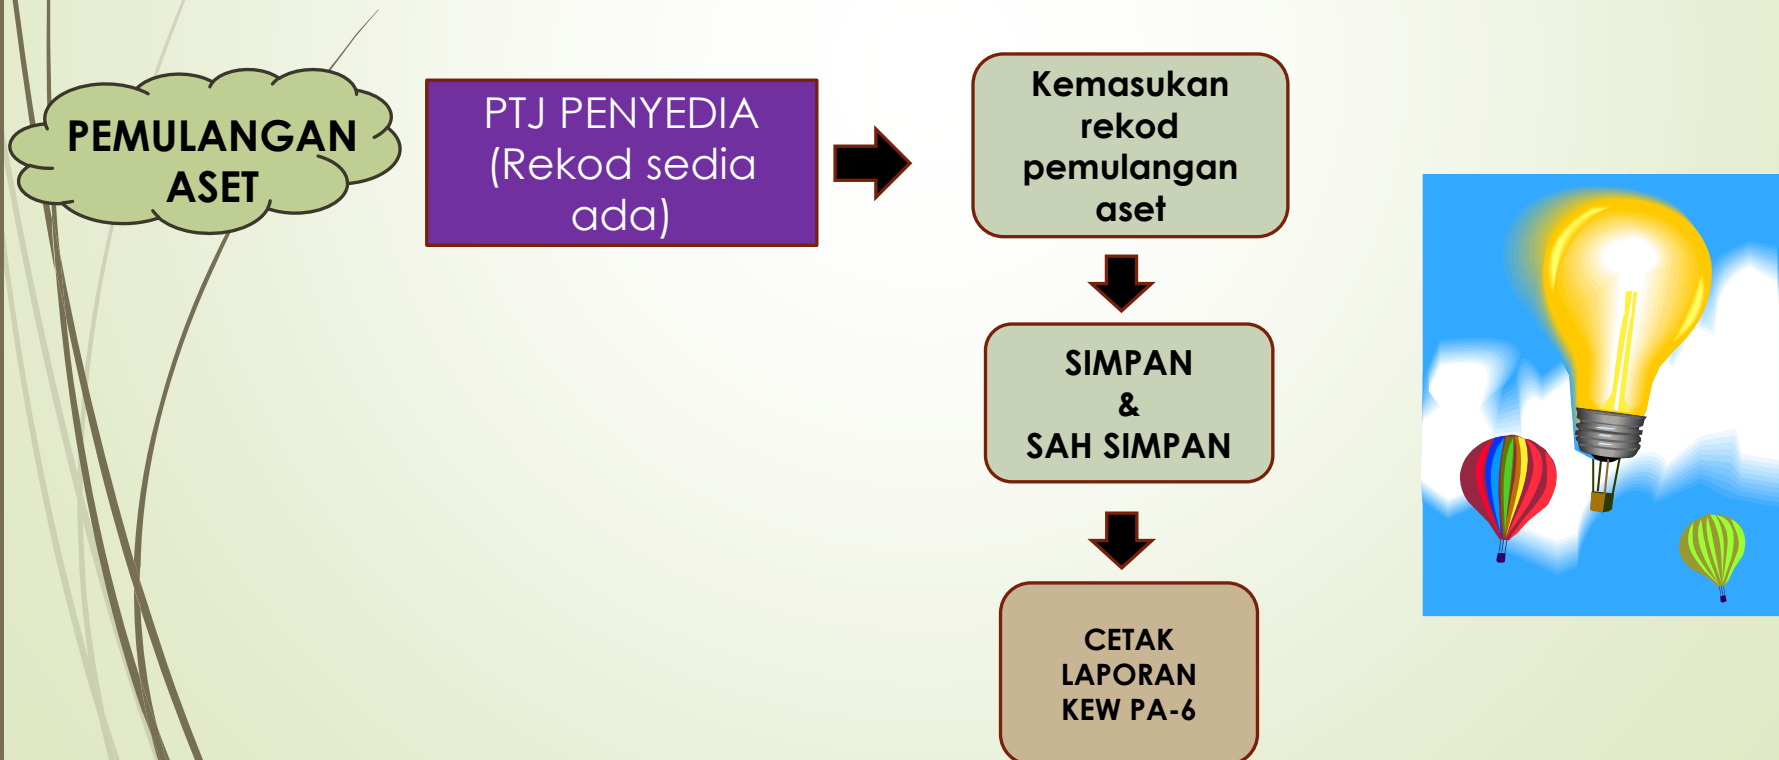 PEMULANGAN
ASET
PTJ PENYEDIA
(Rekod sedia
ada)
Kemasukan
rekod
pemulangan
aset
SIMPAN
&
SAH SIMPAN
CETAK
LAPORAN
KEW PA-6